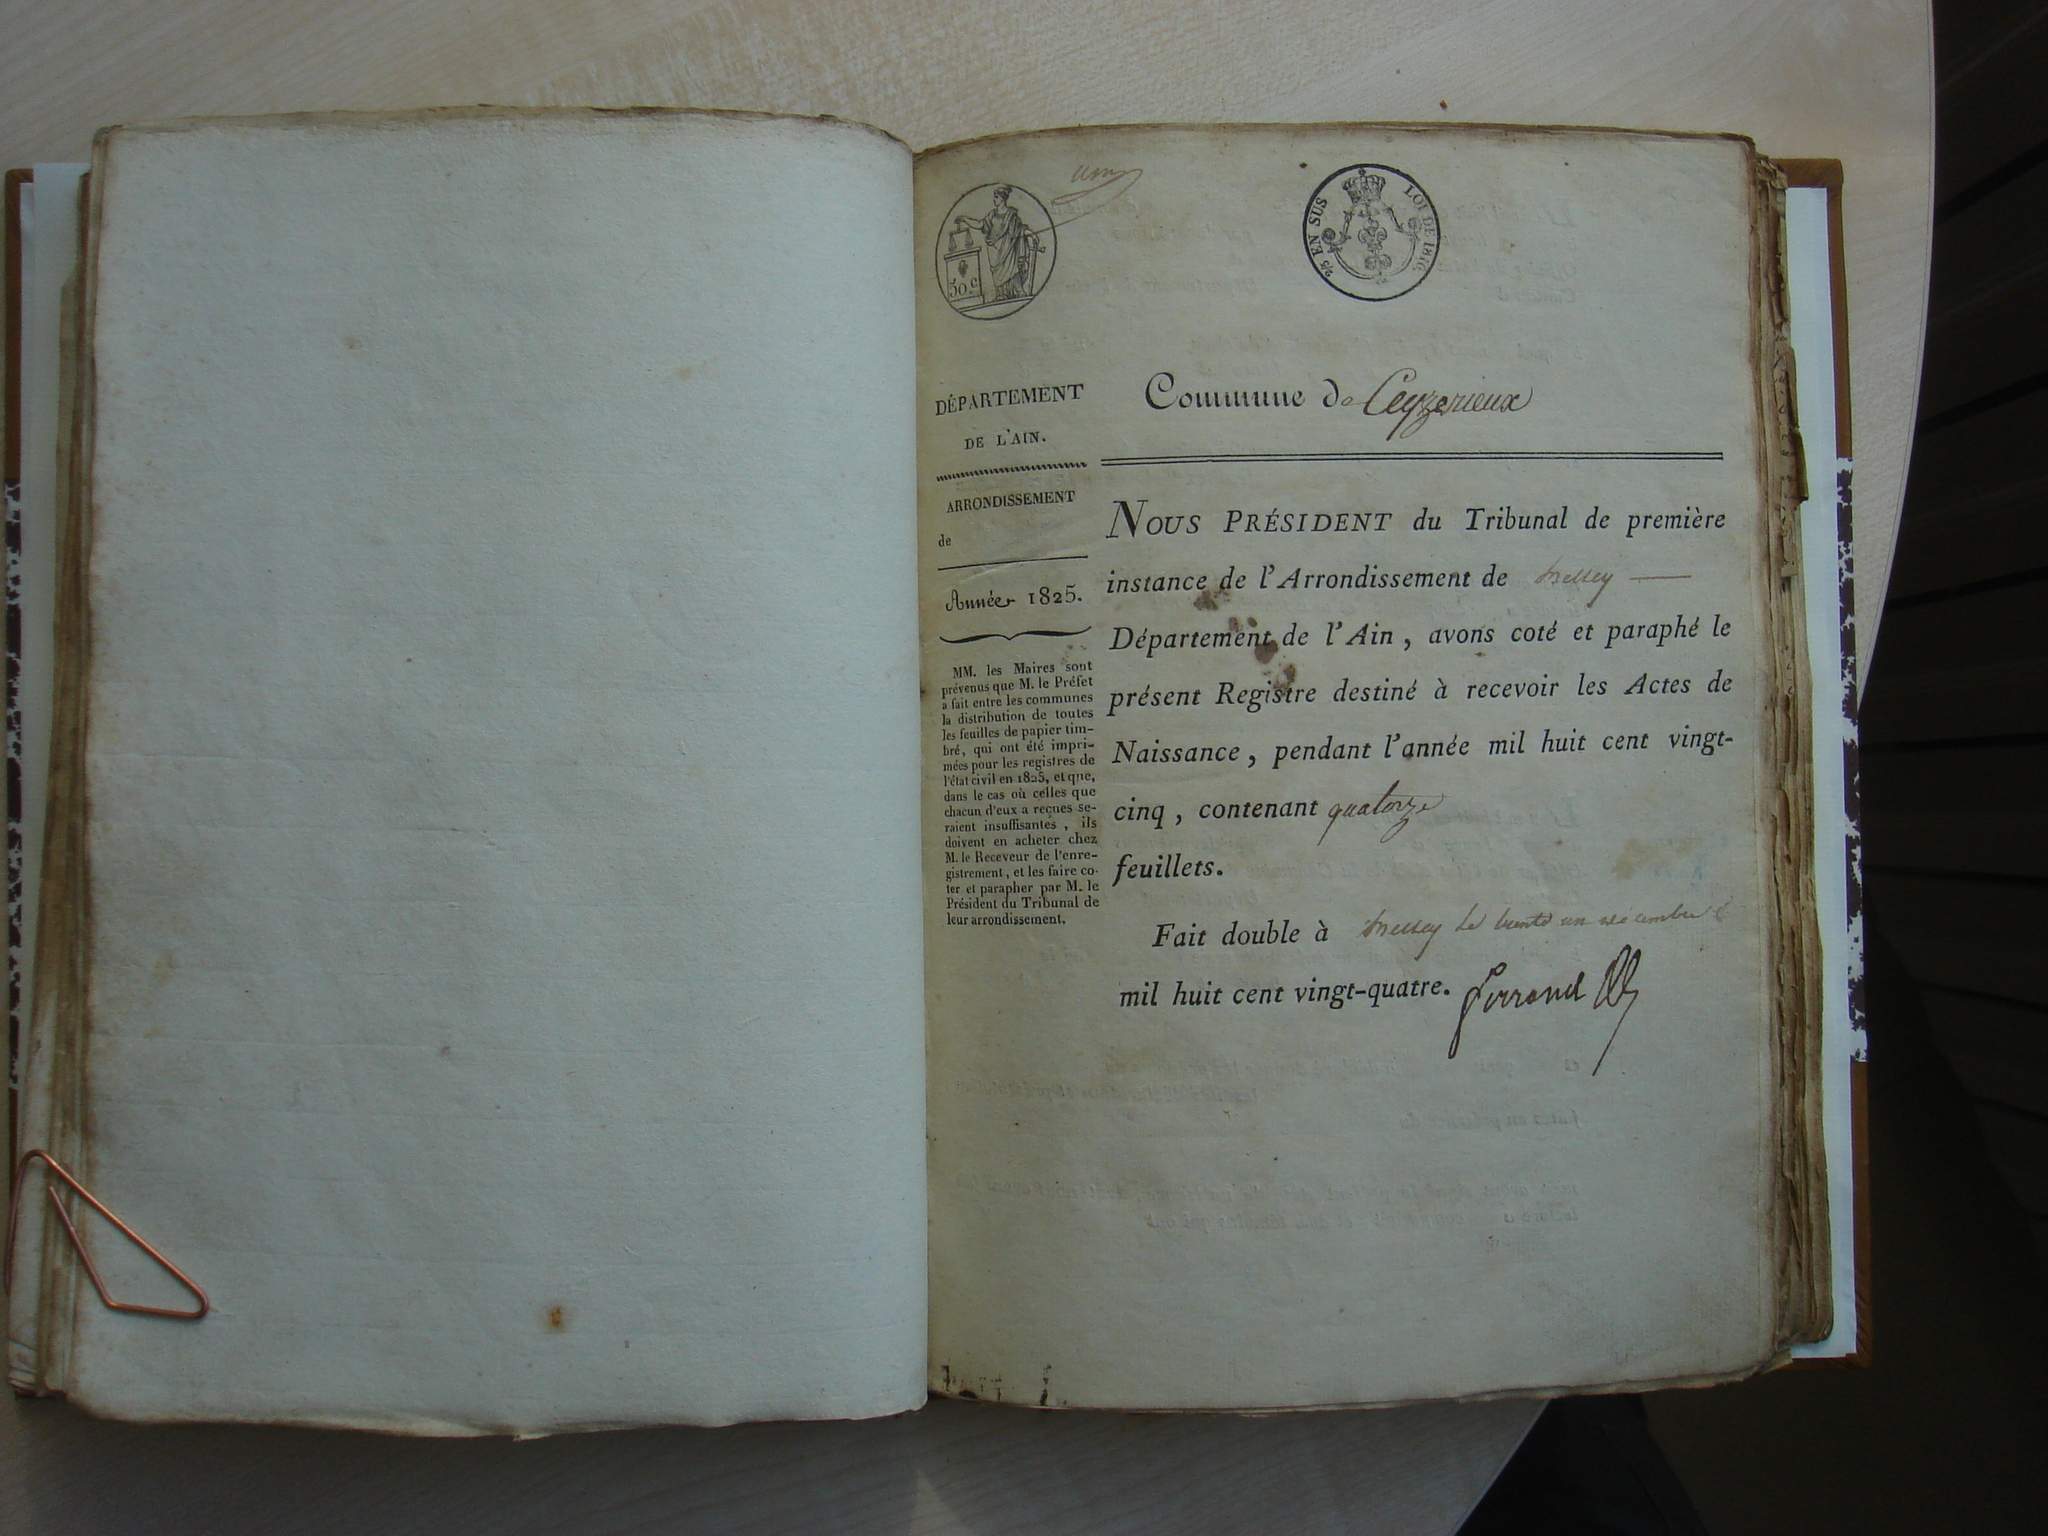 50.c
2/5 EN SUS LOI DE 1816.
DÉPARTEMENT
DE L'AIN.
ARRONDISSEMENT
de
Année 1825.
MM. les Maires sont
prévenus que M. le Préfet
a fait entre les communes
la distribution de toutes
les feuilles de papier tim-
bré, qui ont été impri-
mées pour les registres de
l'état civil en 1825, et que,
dans le cas où celles que
chacun d'eux a reçues se-
raient insuffisantes, ils
doivent en acheter chez
M. le Receveur de l'enre-
gistrement, et les faire co-
ter et parapher par M. le
Président du Tribunal de
leur arrondissement.
Commune de Ceyzerieux
NOUS PRÉSIDENT du Tribunal de première
instance de l'Arrondissement de Belley
Département de l'Ain, avons coté et paraphé le
présent Registre destiné à recevoir les Actes de
Naissance, pendant l'année mil huit cent vingt-
cinq, contenant quatorze
feuillets.
Fait double à Belley le trente un décembre
mil huit cent vingt-quatre.